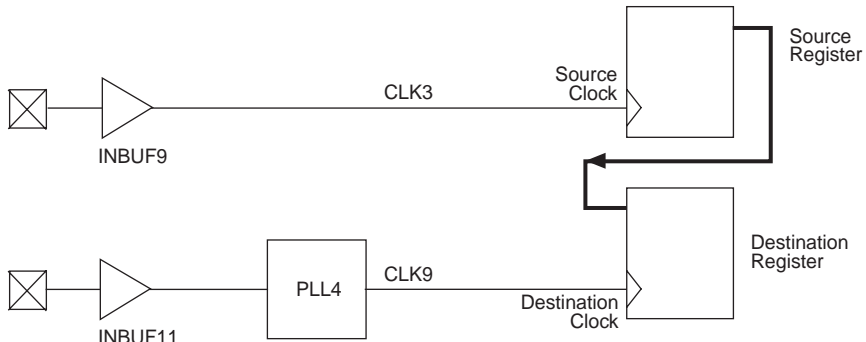 Source
Register
Source
Clock
CLK3
INBUF9
Destination
Register
CLK9
PLL4
Destination
Clock
INBUF11